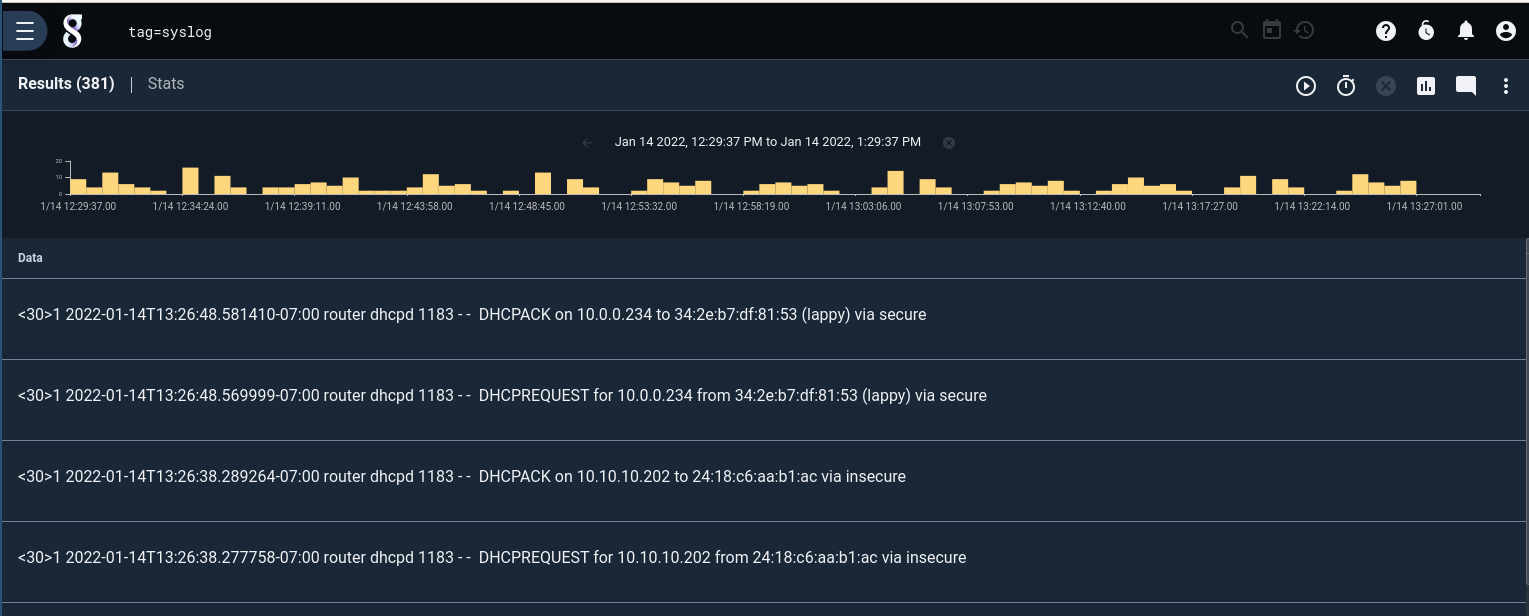 tag=syslog
Results (381) | Stats
Jan 14 2022, 12:29:37 PM to Jan 14 2022, 1:29:37 PM
20
10
0
1/14 12:29:37.00 1/14 12:34:24.00 1/14 12:39:11.00 1/14 12:43:58.00 1/14 12:48:45.00 1/14 12:53:32.00 1/14 12:58:19.00 1/14 13:03:06.00 1/14 13:07:53.00 1/14 13:12:40.00 1/14 13:17:27.00 1/14 13:22:14.00 1/14 13:27:01.00
Data
<30>1 2022-01-14T13:26:48.581410-07:00 router dhcpd 1183 - - DHCPACK on 10.0.0.234 to 34:2e:b7:df:81:53 (lappy) via secure
<30>1 2022-01-14T13:26:48.569999-07:00 router dhcpd 1183 - - DHCPREQUEST for 10.0.0.234 from 34:2e:b7:df:81:53 (lappy) via secure
<30>1 2022-01-14T13:26:38.289264-07:00 router dhcpd 1183 - - DHCPACK on 10.10.10.202 to 24:18:c6:aa:b1:ac via insecure
<30>1 2022-01-14T13:26:38.277758-07:00 router dhcpd 1183 - - DHCPREQUEST for 10.10.10.202 from 24:18:c6:aa:b1:ac via insecure